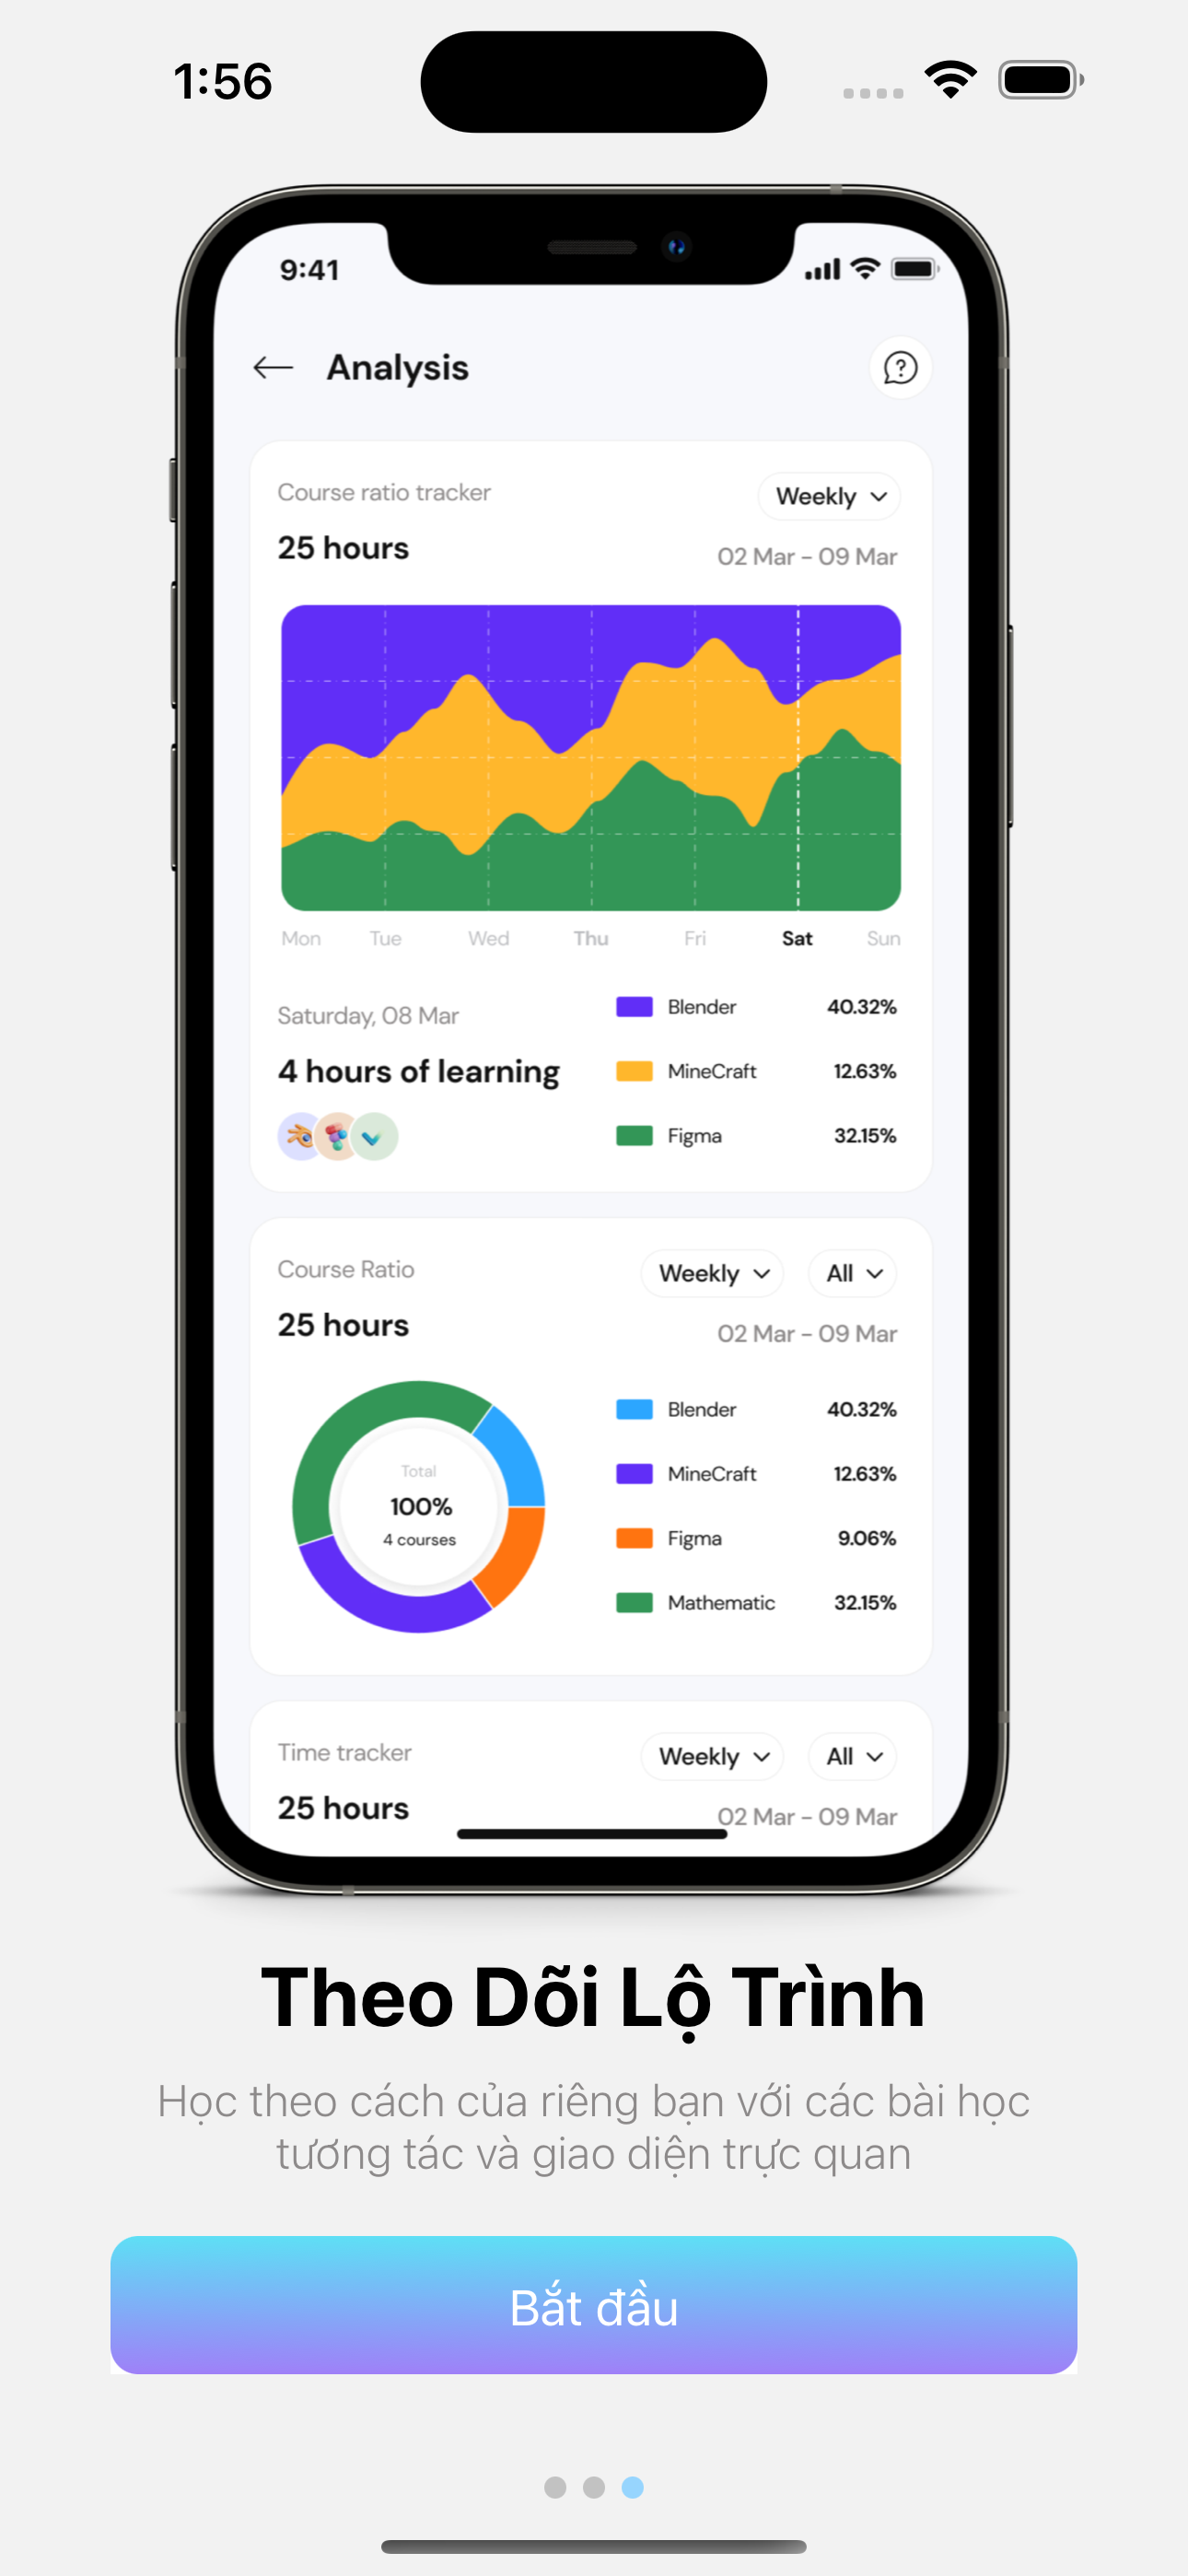 1:56
9:41
Analysis
Course ratio tracker
Weekly
25 hours
02 Mar - 09 Mar
Mon Tue Wed Thu Fri Sat Sun
Saturday, 08 Mar
4 hours of learning
Blender 40.32%
MineCraft 12.63%
Figma 32.15%
Course Ratio
Weekly
All
25 hours
02 Mar - 09 Mar
Total
100%
4 courses
Blender 40.32%
MineCraft 12.63%
Figma 9.06%
Mathematic 32.15%
Time tracker
Weekly
All
25 hours
02 Mar - 09 Mar
Theo Dõi Lộ Trình
Học theo cách của riêng bạn với các bài học
tương tác và giao diện trực quan
Bắt đầu